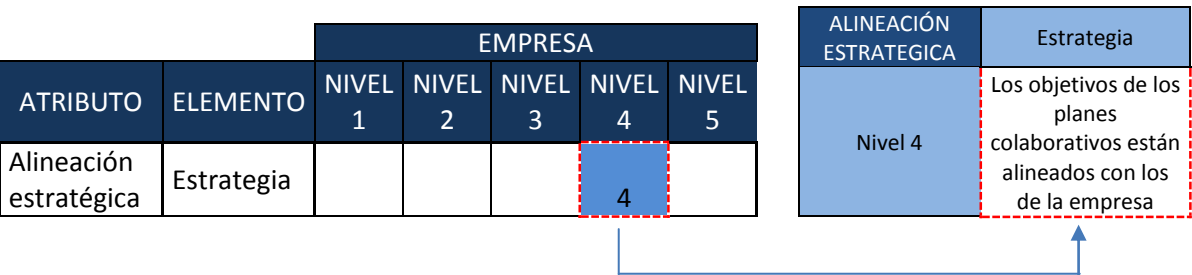 EMPRESA
ATRIBUTO ELEMENTO NIVEL 1 NIVEL 2 NIVEL 3 NIVEL 4 NIVEL 5
Alineación
estratégica
Estrategia
4
ALINEACIÓN
ESTRATEGICA
Estrategia
Nivel 4
Los objetivos de los
planes
colaborativos están
alineados con los
de la empresa